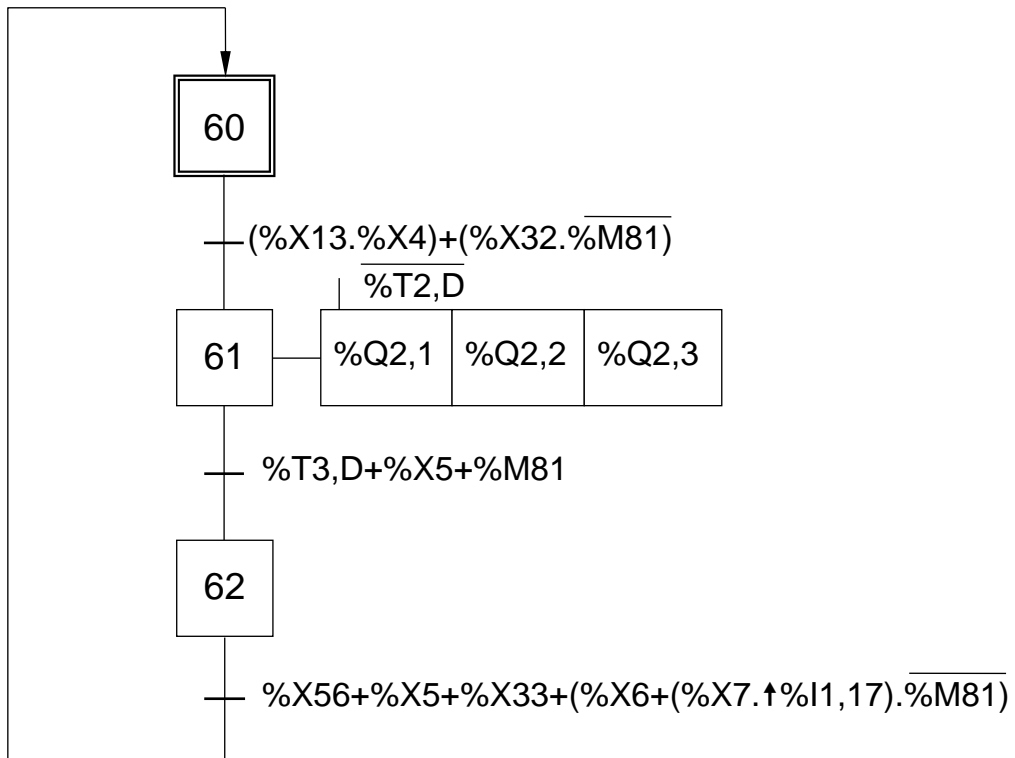 60
(%X13.%X4)+(%X32.%M81)
%T2,D
61 %Q2,1 %Q2,2 %Q2,3
%T3,D+%X5+%M81
62
%X56+%X5+%X33+(%X6+(%X7.↑%I1,17).%M81)